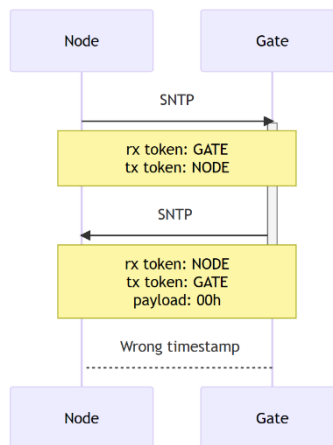 Node
Gate
SNTP
rx token: GATE
tx token: NODE
SNTP
rx token: NODE
tx token: GATE
payload: 00h
Wrong timestamp
Node
Gate